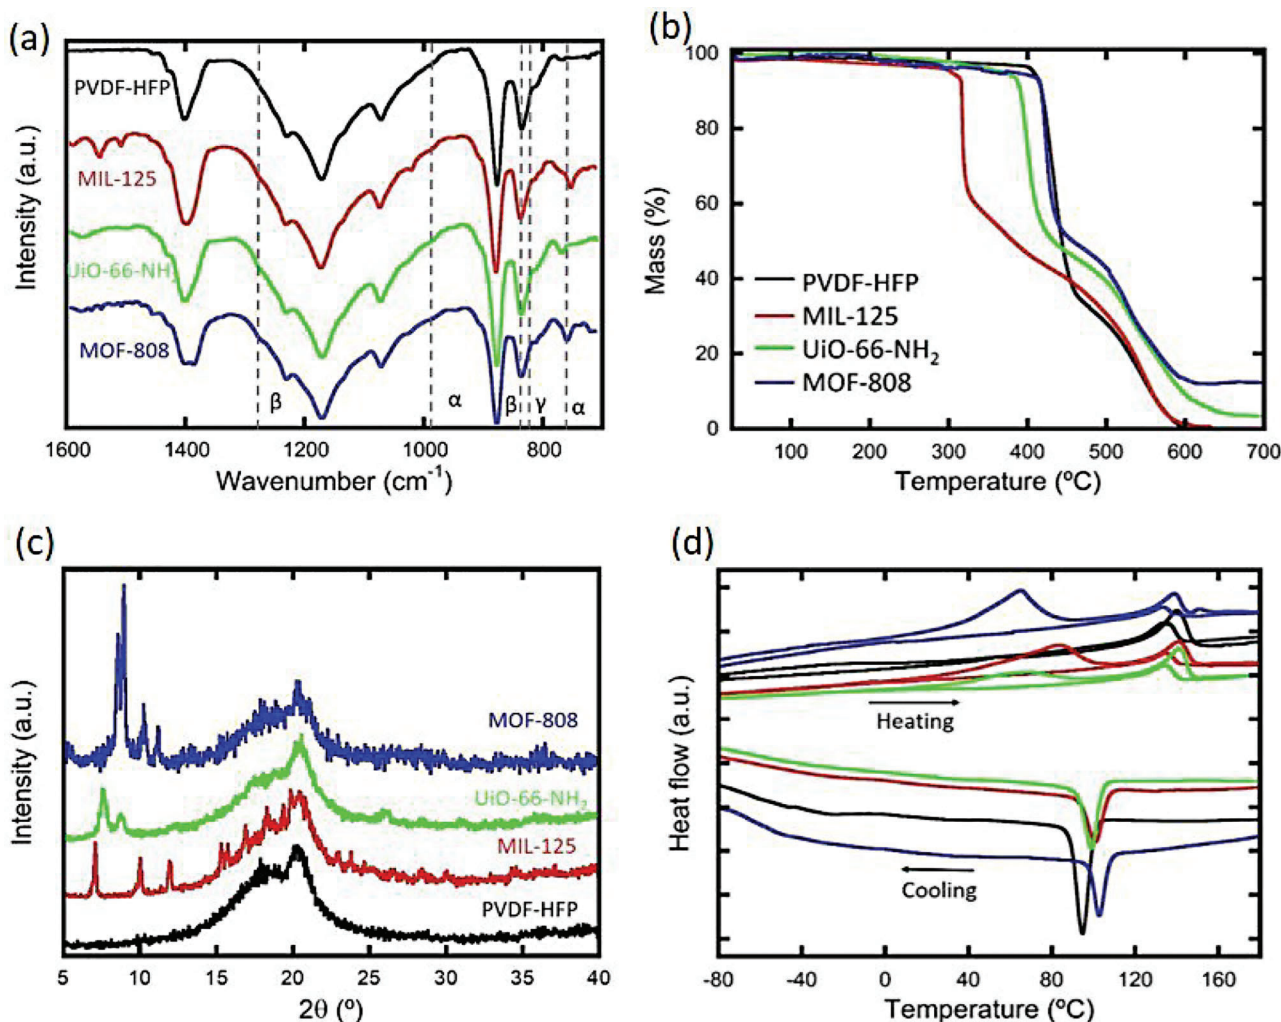 (a)
PVDF-HFP
MIL-125
UiO-66-NH2
MOF-808
β
α
β
γ
α
Intensity (a.u.)
1600
1400
1200
1000
800
Wavenumber (cm⁻¹)
(b)
100
80
60
40
20
0
Mass (%)
PVDF-HFP
MIL-125
UiO-66-NH₂
MOF-808
100
200
300
400
500
600
700
Temperature (ºC)
(c)
MOF-808
UiO-66-NH₂
MIL-125
PVDF-HFP
Intensity (a.u.)
5
10
15
20
25
30
35
40
2θ (º)
(d)
Heating
Cooling
Heat flow (a.u.)
-80
-40
0
40
80
120
160
Temperature (ºC)